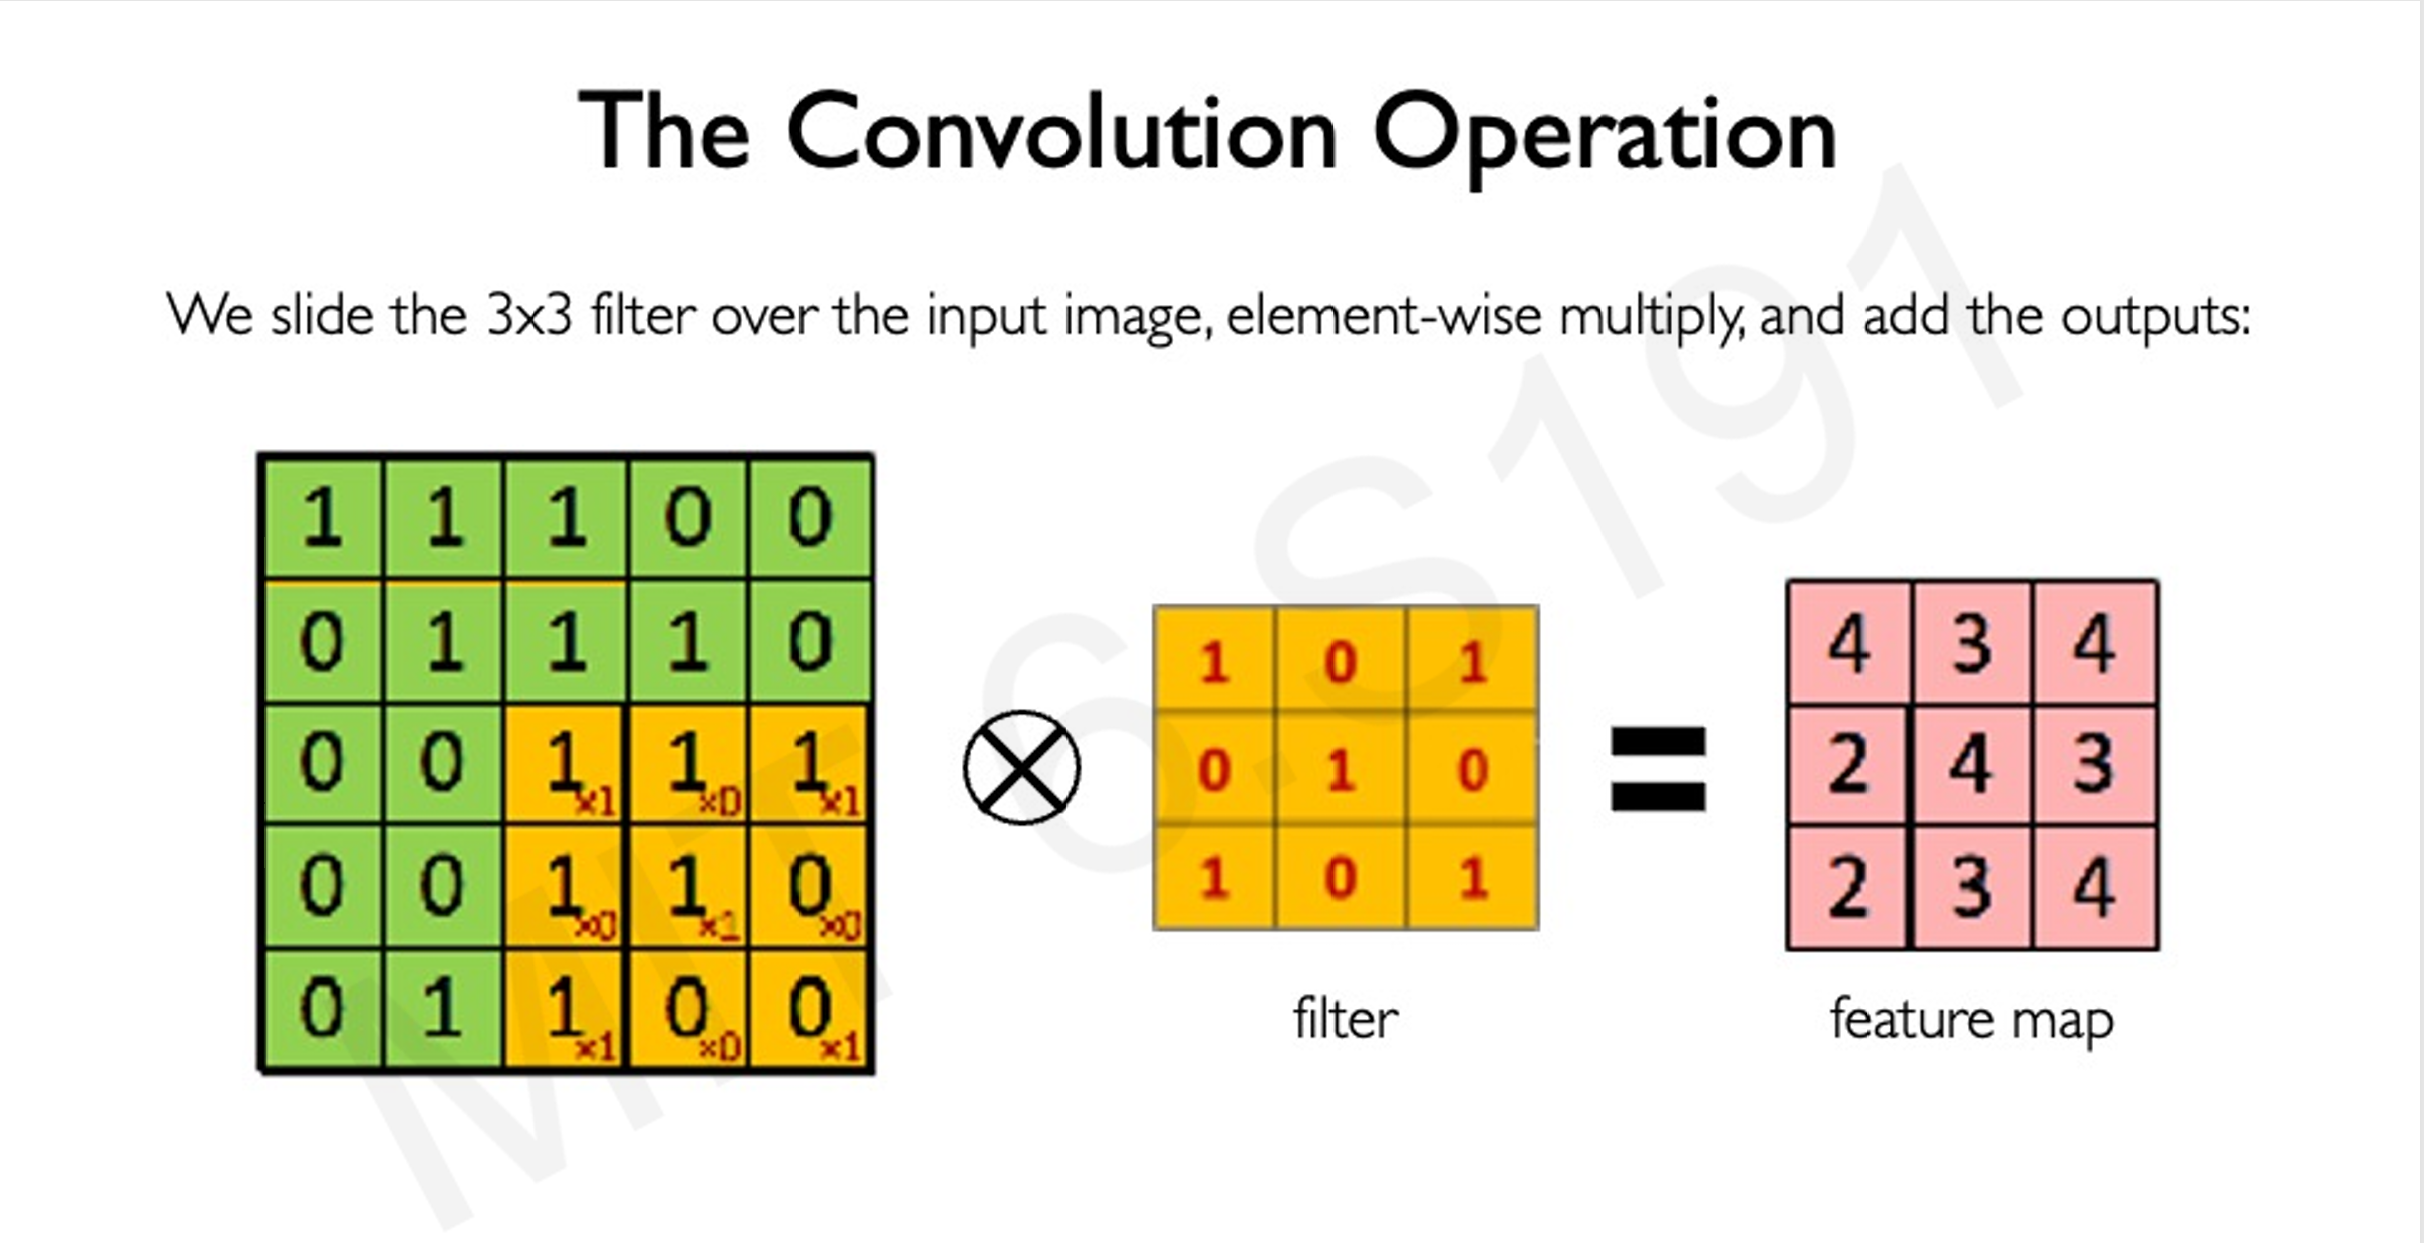 The Convolution Operation
We slide the 3x3 filter over the input image, element-wise multiply, and add the outputs:
1 1 1 0 0
0 1 1 1 0
0 0 1×1 1×0 1×1
0 0 1×0 1×1 0×0
0 1 1×1 0×0 0×1
1 0 1
0 1 0
1 0 1
filter
=
4 3 4
2 4 3
2 3 4
feature map
MIT 6.S191